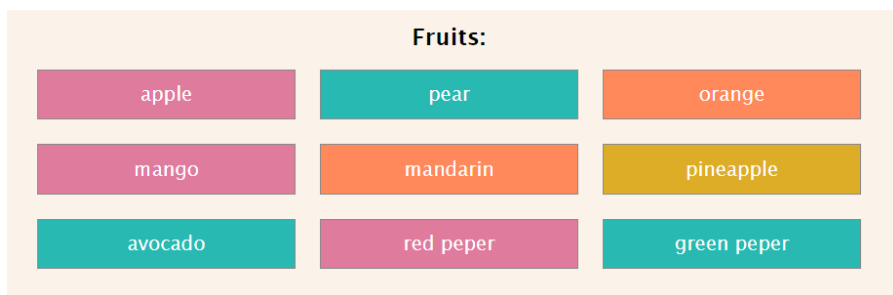 Fruits:
apple pear orange
mango mandarin pineapple
avocado red peper green peper